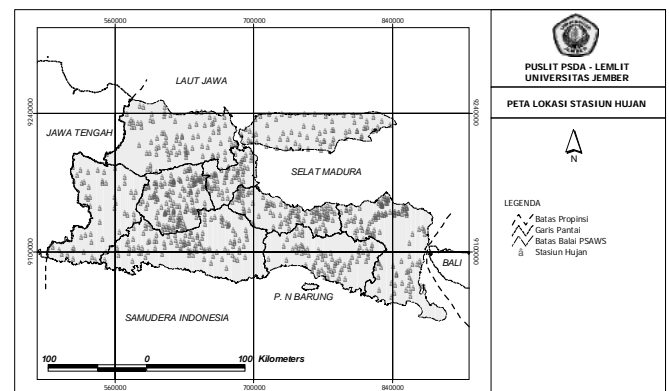 560000 700000 840000
LAUT JAWA
9240000 9240000
JAWA TENGAH
SELAT MADURA
9100000 9100000
BALI
P. N BARUNG
SAMUDERA INDONESIA
100 0 100 Kilometers
560000 700000 840000
PUSLIT PSDA - LEMLIT
UNIVERSITAS JEMBER
PETA LOKASI STASIUN HUJAN
N
LEGENDA
Batas Propinsi
Garis Pantai
Batas Balai PSAWS
Stasiun Hujan